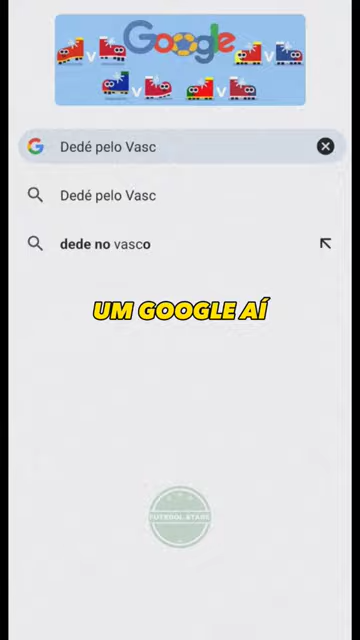 Google
v v
v v
Dedé pelo Vasc
Dedé pelo Vasc
dede no vasco
UM GOOGLE AÍ
FUTEBOL STARS